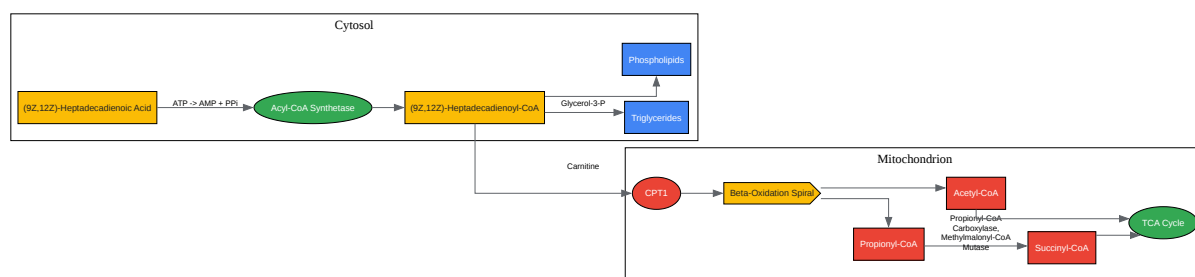 Cytosol
Phospholipids
(9Z,12Z)-Heptadecadienoic Acid
ATP -> AMP + PPi
Acyl-CoA Synthetase
(9Z,12Z)-Heptadecadienoyl-CoA
Glycerol-3-P
Triglycerides
Carnitine
Mitochondrion
CPT1
Beta-Oxidation Spiral
Acetyl-CoA
Propionyl-CoA
Propionyl-CoA
Carboxylase,
Methylmalonyl-CoA
Mutase
Succinyl-CoA
TCA Cycle